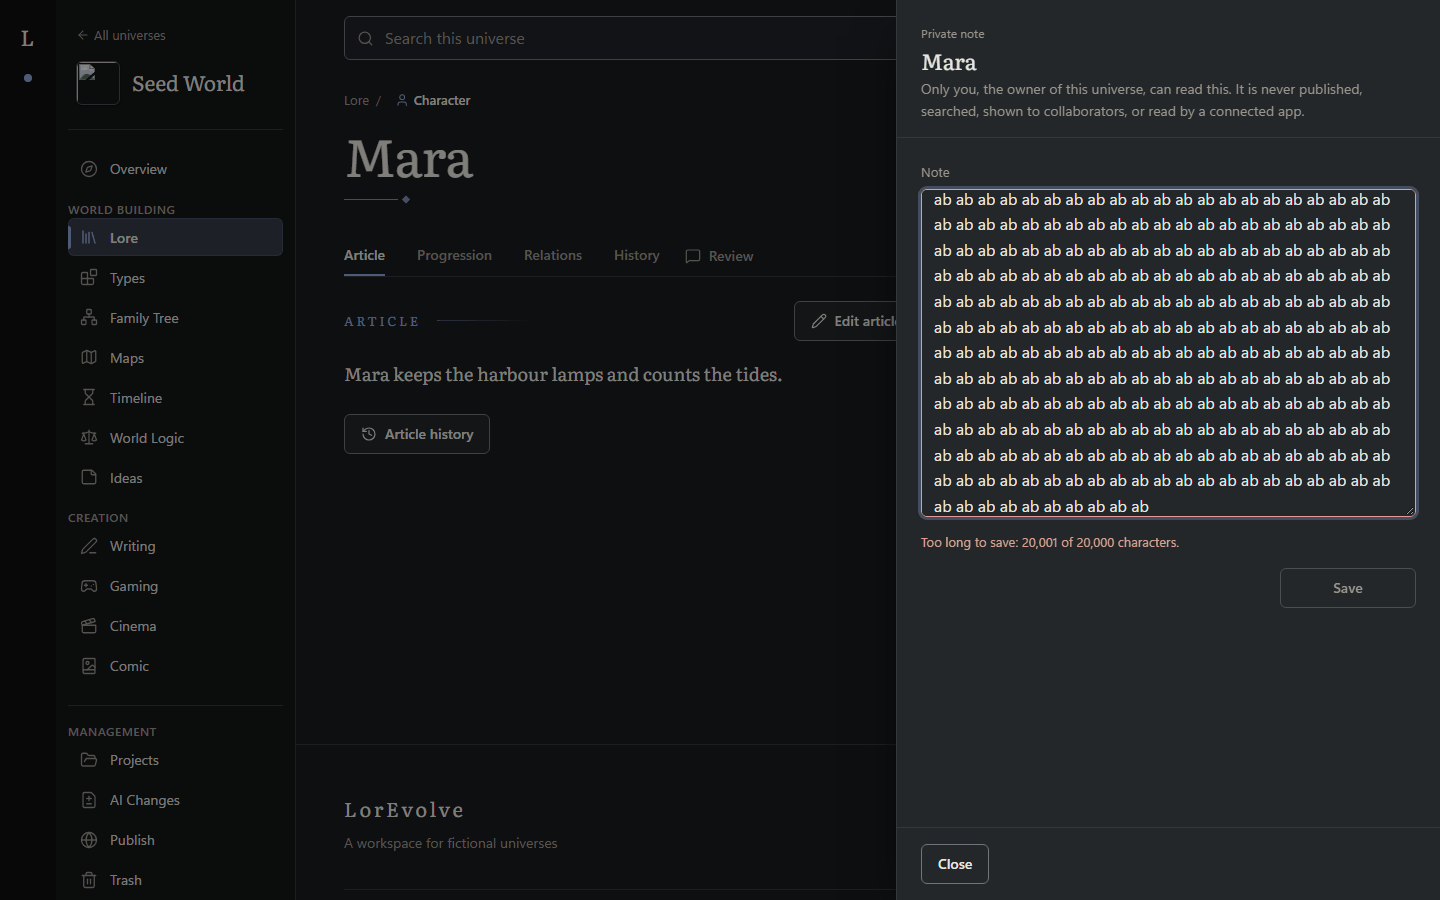 L
All universes
Seed World
Overview
WORLD BUILDING
Lore
Types
Family Tree
Maps
Timeline
World Logic
Ideas
CREATION
Writing
Gaming
Cinema
Comic
MANAGEMENT
Projects
AI Changes
Publish
Trash
Search this universe
Lore / Character
Mara
Article Progression Relations History Review
ARTICLE
Edit article
Mara keeps the harbour lamps and counts the tides.
Article history
LorEvolve
A workspace for fictional universes
Private note
Mara
Only you, the owner of this universe, can read this. It is never published,
searched, shown to collaborators, or read by a connected app.
Note
ab ab ab ab ab ab ab ab ab ab ab ab ab ab ab ab ab ab ab ab ab
ab ab ab ab ab ab ab ab ab ab ab ab ab ab ab ab ab ab ab ab ab
ab ab ab ab ab ab ab ab ab ab ab ab ab ab ab ab ab ab ab ab ab
ab ab ab ab ab ab ab ab ab ab ab ab ab ab ab ab ab ab ab ab ab
ab ab ab ab ab ab ab ab ab ab ab ab ab ab ab ab ab ab ab ab ab
ab ab ab ab ab ab ab ab ab ab ab ab ab ab ab ab ab ab ab ab ab
ab ab ab ab ab ab ab ab ab ab ab ab ab ab ab ab ab ab ab ab ab
ab ab ab ab ab ab ab ab ab ab ab ab ab ab ab ab ab ab ab ab ab
ab ab ab ab ab ab ab ab ab ab ab ab ab ab ab ab ab ab ab ab ab
ab ab ab ab ab ab ab ab ab ab ab ab ab ab ab ab ab ab ab ab ab
ab ab ab ab ab ab ab ab ab ab ab ab ab ab ab ab ab ab ab ab ab
ab ab ab ab ab ab ab ab ab ab ab ab ab ab ab ab ab ab ab ab ab
ab ab ab ab ab ab ab ab ab ab
Too long to save: 20,001 of 20,000 characters.
Save
Close